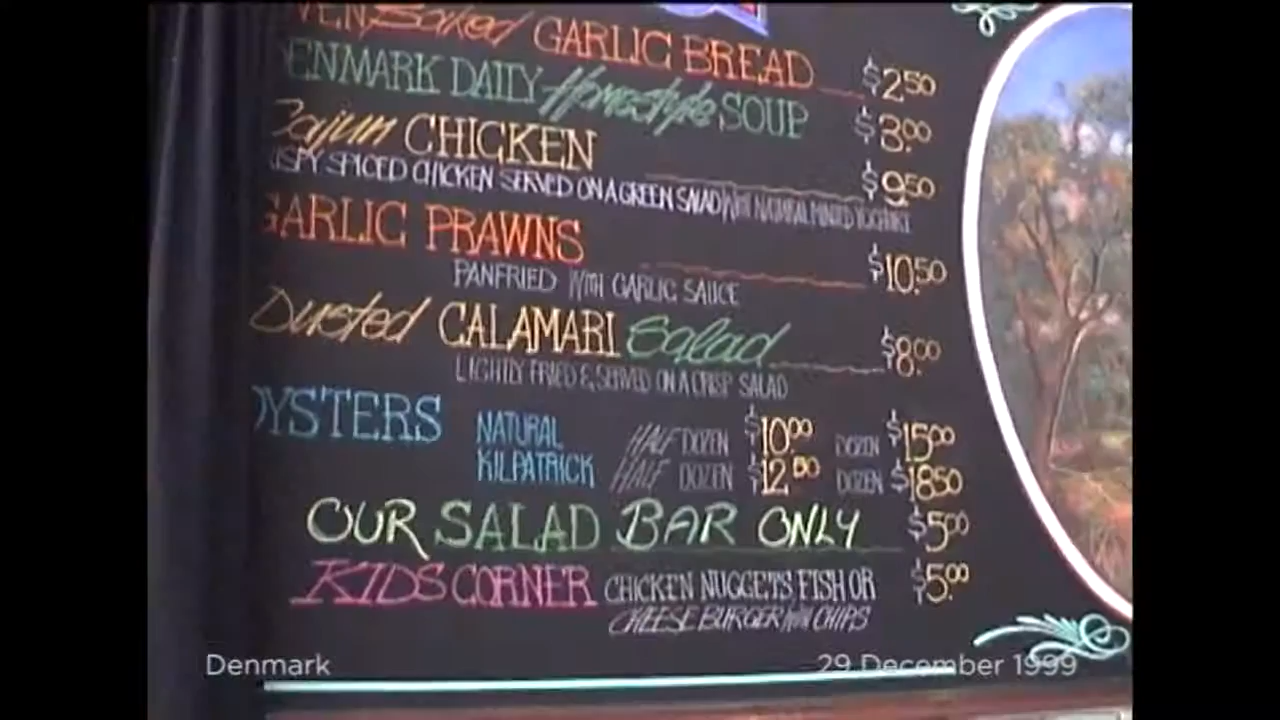 VEN Baked GARLIC BREAD $2.50
ENMARK DAILY Homestyle SOUP $3.00
Cajun CHICKEN $9.50
ISPY SPICED CHICKEN SERVED ON A GREEN SALAD WITH NATURAL MINTED YOGHURT
GARLIC PRAWNS $10.50
PANFRIED WITH GARLIC SAUCE
Dusted CALAMARI Salad $8.00
LIGHTLY FRIED & SERVED ON A CRISP SALAD
OYSTERS NATURAL HALF DOZEN $10.00 DOZEN $15.00
KILPATRICK HALF DOZEN $12.50 DOZEN $18.50
OUR SALAD BAR ONLY $5.00
KIDS CORNER CHICKEN NUGGETS, FISH OR $5.00
CHEESE BURGER WITH CHIPS
Denmark 29 December 1999